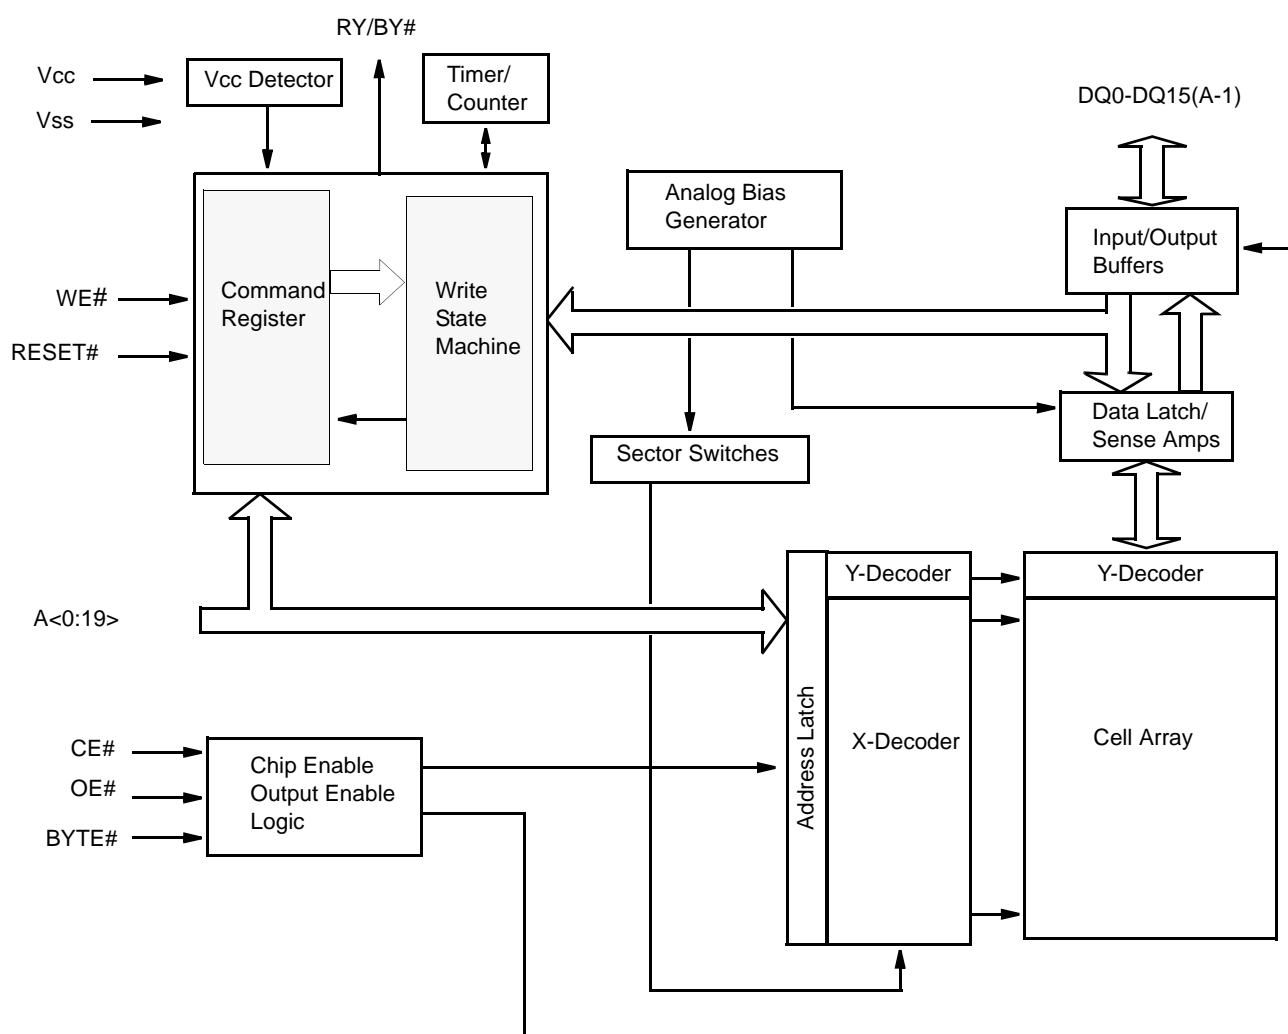 RY/BY#
Vcc
Vcc Detector
Timer/
Counter
Vss
DQ0-DQ15(A-1)
Analog Bias
Generator
Input/Output
Buffers
WE#
Command
Register
Write
State
Machine
RESET#
Data Latch/
Sense Amps
Sector Switches
Y-Decoder
Y-Decoder
A<0:19>
Address Latch
X-Decoder
Cell Array
CE#
OE#
BYTE#
Chip Enable
Output Enable
Logic